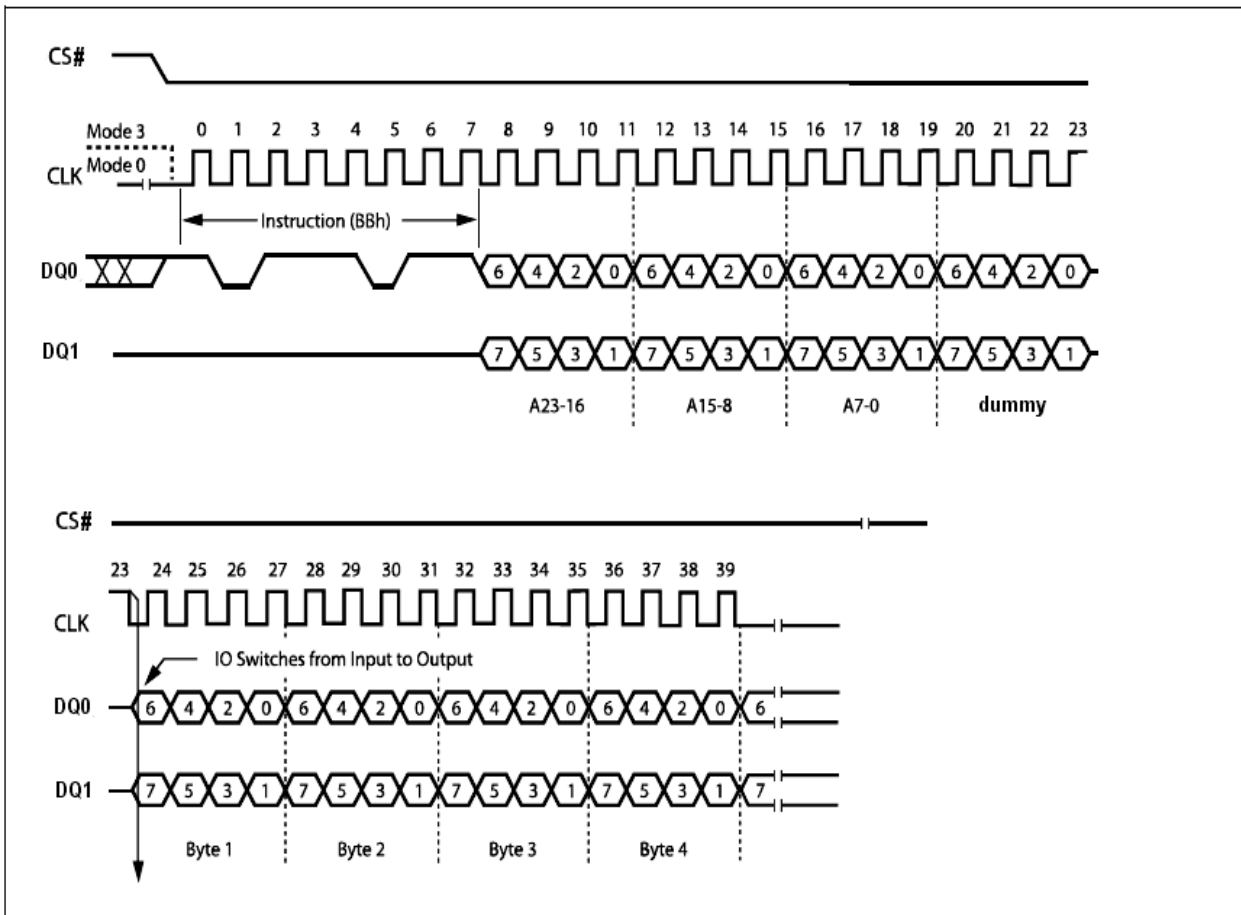 CS#
Mode 3
0 1 2 3 4 5 6 7 8 9 10 11 12 13 14 15 16 17 18 19 20 21 22 23
Mode 0
CLK
Instruction (BBh)
DQ0
6 4 2 0 6 4 2 0 6 4 2 0 6 4 2 0
DQ1
7 5 3 1 7 5 3 1 7 5 3 1 7 5 3 1
A23-16 A15-8 A7-0 dummy
CS#
23 24 25 26 27 28 29 30 31 32 33 34 35 36 37 38 39
CLK
IO Switches from Input to Output
DQ0
6 4 2 0 6 4 2 0 6 4 2 0 6 4 2 0 6
DQ1
7 5 3 1 7 5 3 1 7 5 3 1 7 5 3 1 7
Byte 1 Byte 2 Byte 3 Byte 4